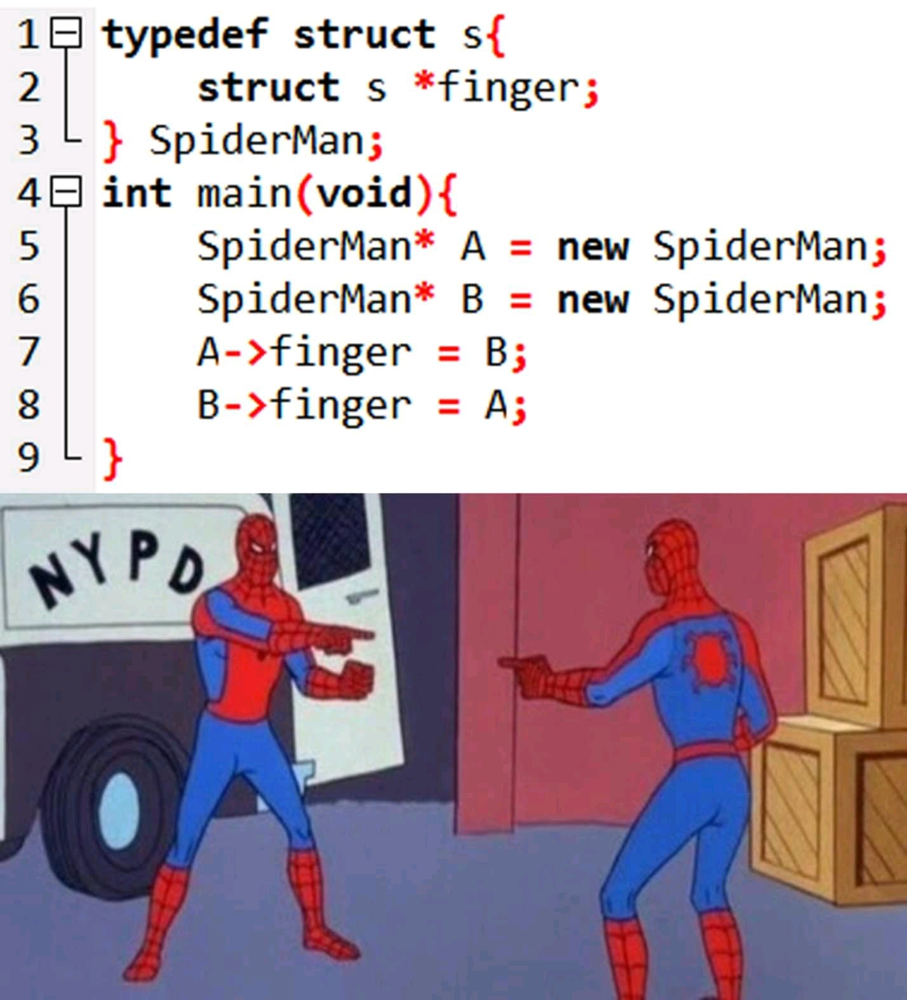 1 typedef struct s{
2     struct s *finger;
3 } SpiderMan;
4 int main(void){
5     SpiderMan* A = new SpiderMan;
6     SpiderMan* B = new SpiderMan;
7     A->finger = B;
8     B->finger = A;
9 }
NYPD